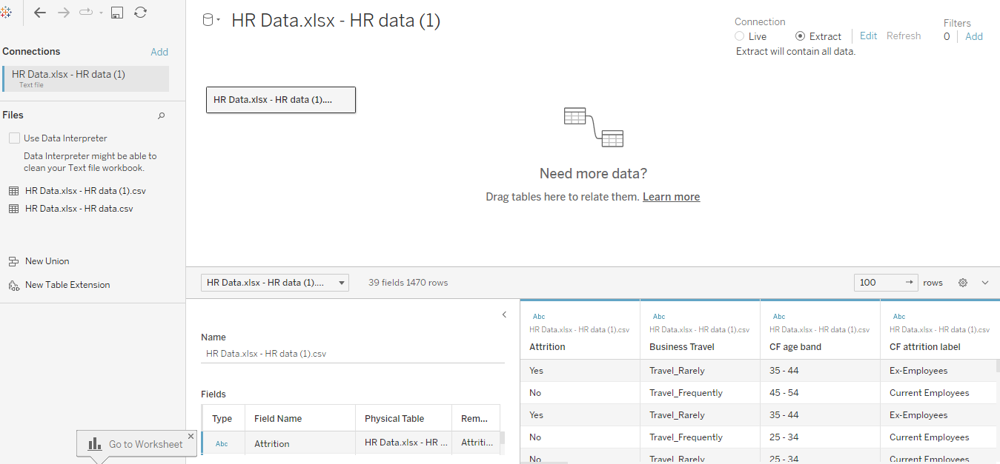 HR Data.xlsx - HR data (1)
Connection
Live
Extract
Edit
Refresh
Extract will contain all data.
Filters
0
Add
Connections
Add
HR Data.xlsx - HR data (1)
Text file
Files
Use Data Interpreter
Data Interpreter might be able to
clean your Text file workbook.
HR Data.xlsx - HR data (1).csv
HR Data.xlsx - HR data.csv
New Union
New Table Extension
HR Data.xlsx - HR data (1)....
Need more data?
Drag tables here to relate them. Learn more
HR Data.xlsx - HR data (1)....
39 fields 1470 rows
100
rows
Name
HR Data.xlsx - HR data (1).csv
Fields
Type Field Name Physical Table Rem...
Abc Attrition HR Data.xlsx - HR ... Attriti...
Go to Worksheet
Abc Abc Abc Abc
HR Data.xlsx - HR data (1).csv HR Data.xlsx - HR data (1).csv HR Data.xlsx - HR data (1).csv HR Data.xlsx - HR data (1).csv
Attrition Business Travel CF age band CF attrition label
Yes Travel_Rarely 35 - 44 Ex-Employees
No Travel_Frequently 45 - 54 Current Employees
Yes Travel_Rarely 35 - 44 Ex-Employees
No Travel_Frequently 25 - 34 Current Employees
No Travel_Rarely 25 - 34 Current Employees